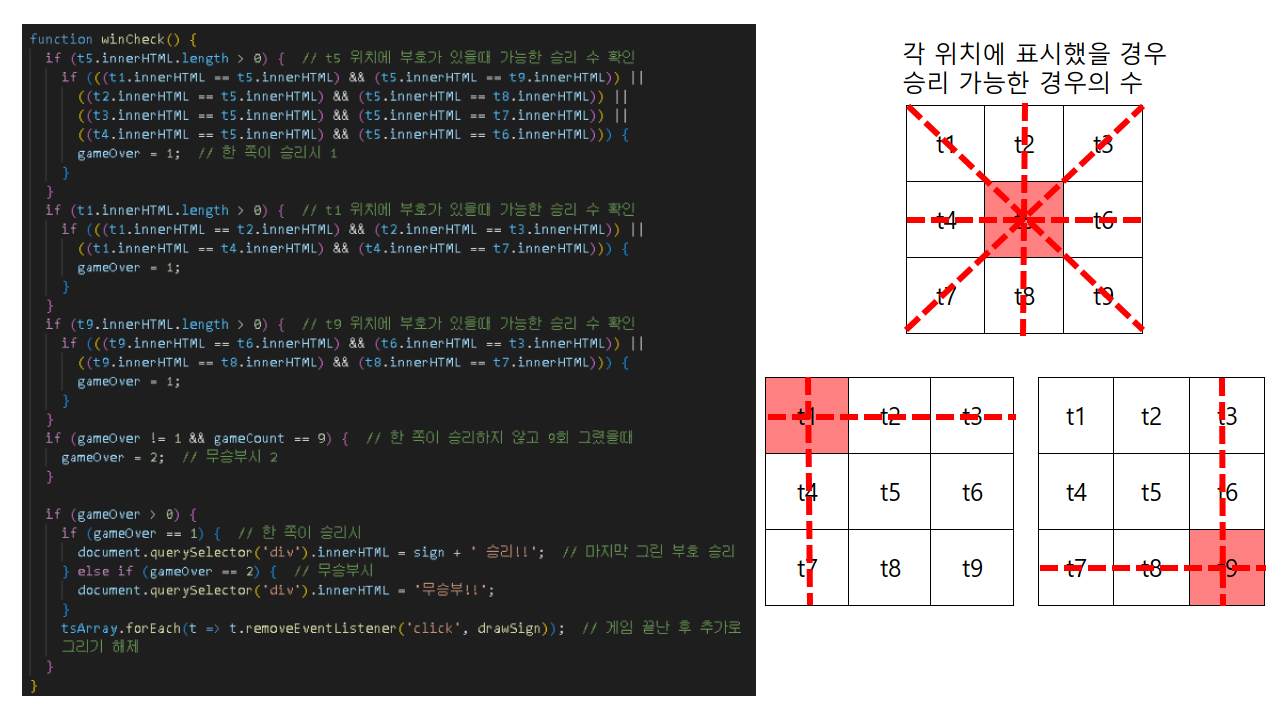 function winCheck() {
if (t5.innerHTML.length > 0) {  // t5 위치에 부호가 있을때 가능한 승리 수 확인
if (((t1.innerHTML == t5.innerHTML) && (t5.innerHTML == t9.innerHTML)) ||
((t2.innerHTML == t5.innerHTML) && (t5.innerHTML == t8.innerHTML)) ||
((t3.innerHTML == t5.innerHTML) && (t5.innerHTML == t7.innerHTML)) ||
((t4.innerHTML == t5.innerHTML) && (t5.innerHTML == t6.innerHTML))) {
gameOver = 1;  // 한 쪽이 승리시 1
}
}
if (t1.innerHTML.length > 0) {  // t1 위치에 부호가 있을때 가능한 승리 수 확인
if (((t1.innerHTML == t2.innerHTML) && (t2.innerHTML == t3.innerHTML)) ||
((t1.innerHTML == t4.innerHTML) && (t4.innerHTML == t7.innerHTML))) {
gameOver = 1;
}
}
if (t9.innerHTML.length > 0) {  // t9 위치에 부호가 있을때 가능한 승리 수 확인
if (((t9.innerHTML == t6.innerHTML) && (t6.innerHTML == t3.innerHTML)) ||
((t9.innerHTML == t8.innerHTML) && (t8.innerHTML == t7.innerHTML))) {
gameOver = 1;
}
}
if (gameOver != 1 && gameCount == 9) {  // 한 쪽이 승리하지 않고 9회 그렸을때
gameOver = 2;  // 무승부시 2
}
if (gameOver > 0) {
if (gameOver == 1) {  // 한 쪽이 승리시
document.querySelector('div').innerHTML = sign + ' 승리!!';  // 마지막 그린 부호 승리
} else if (gameOver == 2) {  // 무승부시
document.querySelector('div').innerHTML = '무승부!!';
}
tsArray.forEach(t => t.removeEventListener('click', drawSign));  // 게임 끝난 후 추가로
그리기 해제
}
}
각 위치에 표시했을 경우
승리 가능한 경우의 수
t1 t2 t3
t4 t5 t6
t7 t8 t9
t1 t2 t3
t4 t5 t6
t7 t8 t9
t1 t2 t3
t4 t5 t6
t7 t8 t9